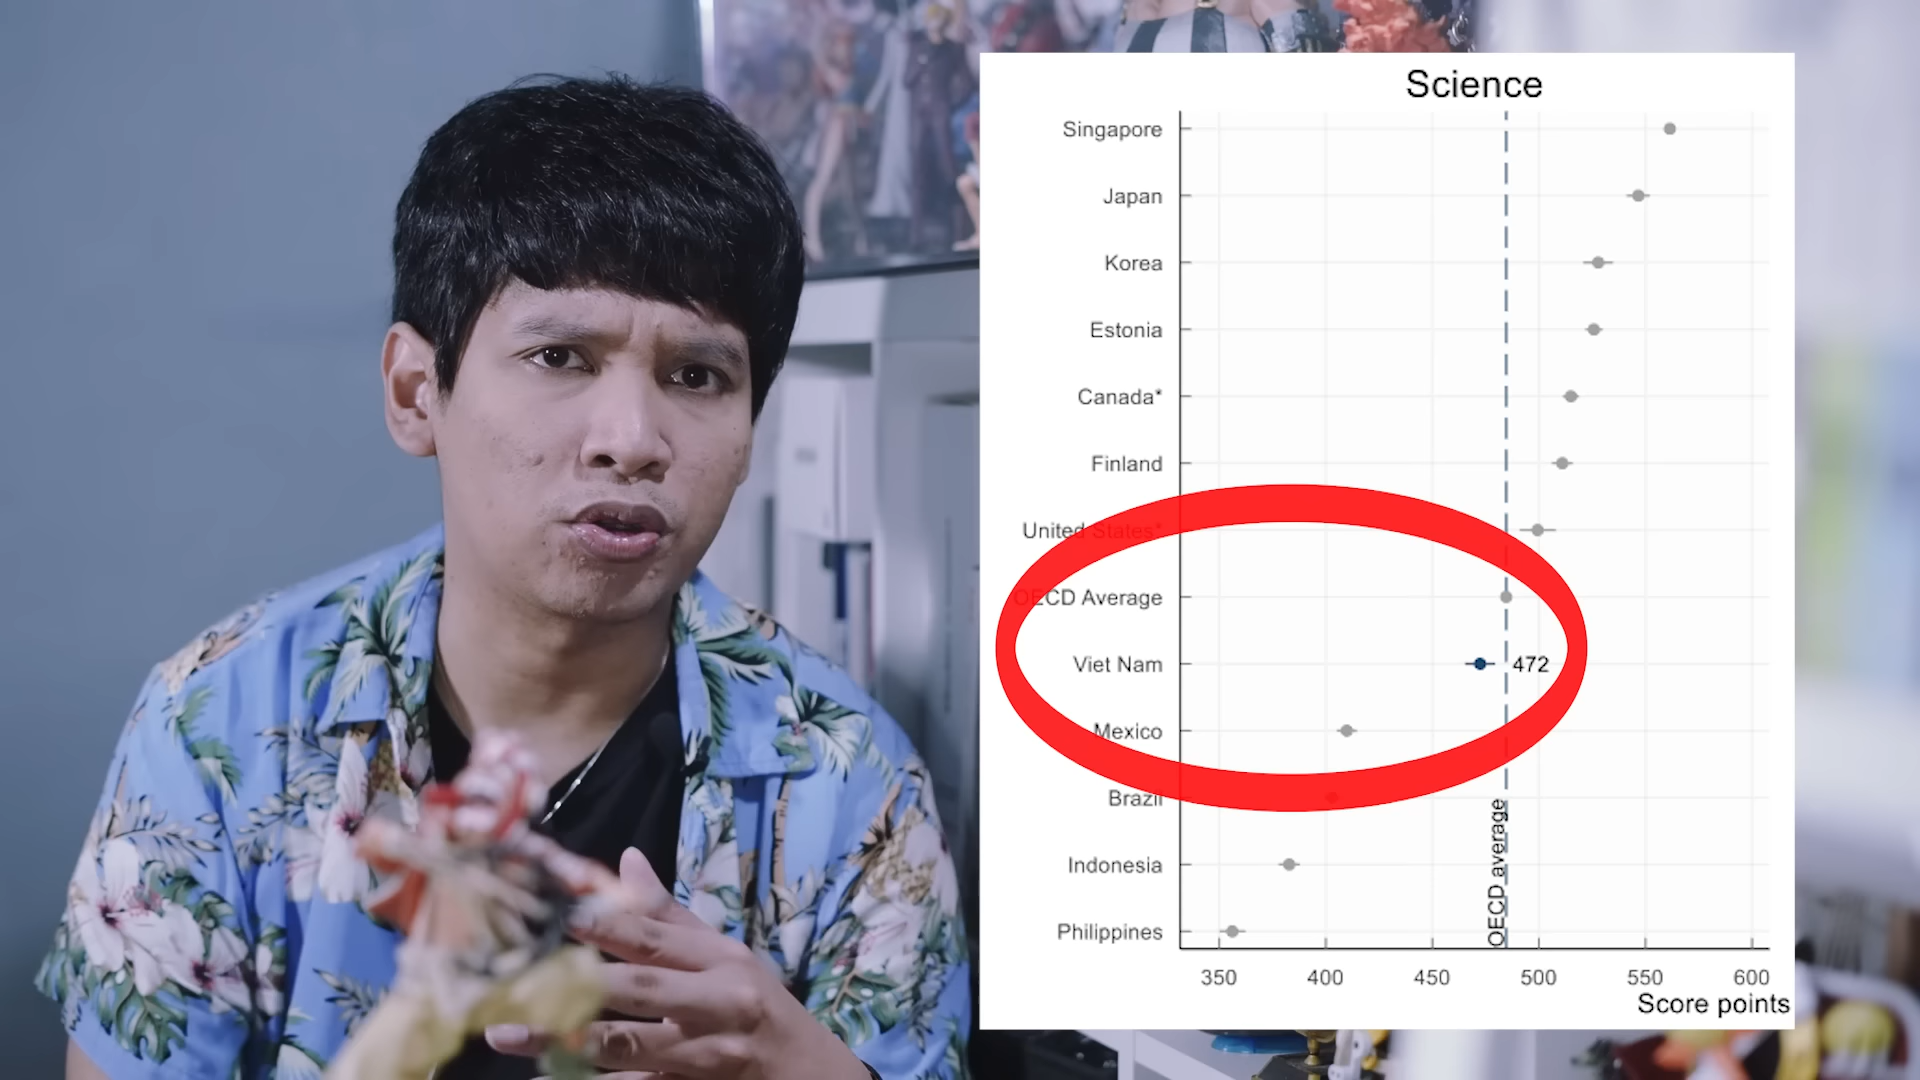 Science
Singapore
Japan
Korea
Estonia
Canada*
Finland
United States*
OECD Average
Viet Nam
472
Mexico
Brazil
Indonesia
Philippines
OECD average
350 400 450 500 550 600
Score points